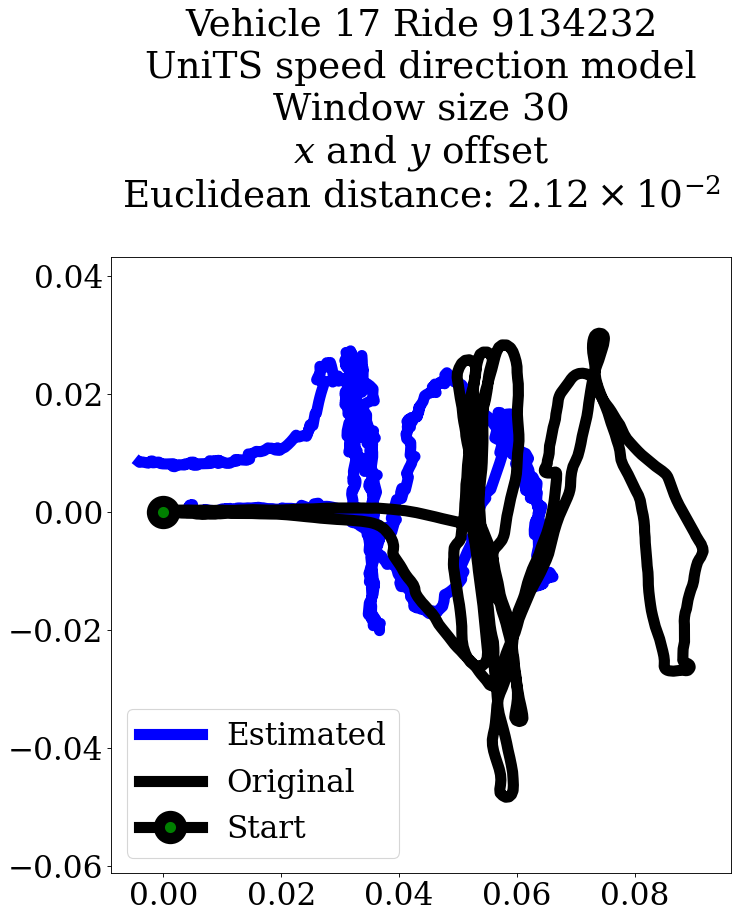 Vehicle 17 Ride 9134232
UniTS speed direction model
Window size 30
x and y offset
Euclidean distance: 2.12 × 10⁻²
0.04
0.02
0.00
−0.02
−0.04
−0.06
Estimated
Original
Start
0.00 0.02 0.04 0.06 0.08